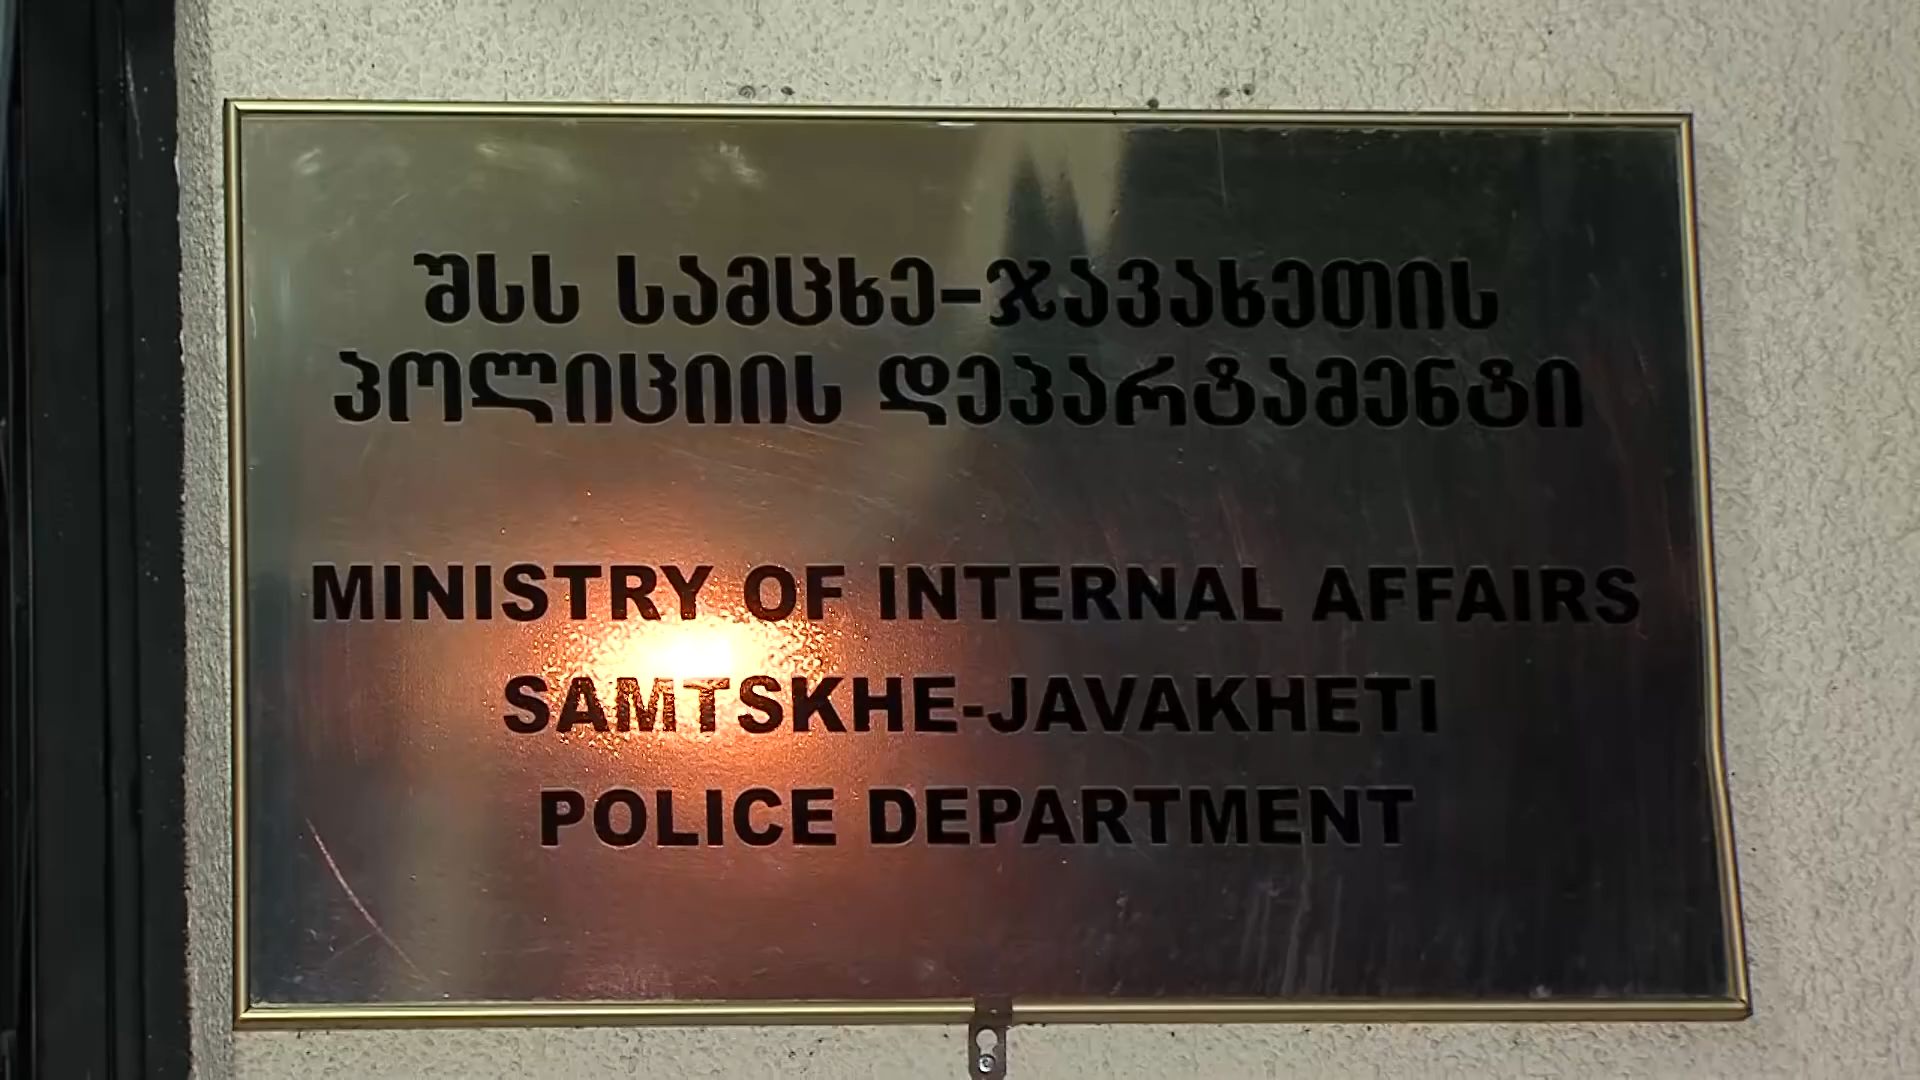 შსს სამცხე-ჯავახეთის
პოლიციის დეპარტამენტი
MINISTRY OF INTERNAL AFFAIRS
SAMTSKHE-JAVAKHETI
POLICE DEPARTMENT